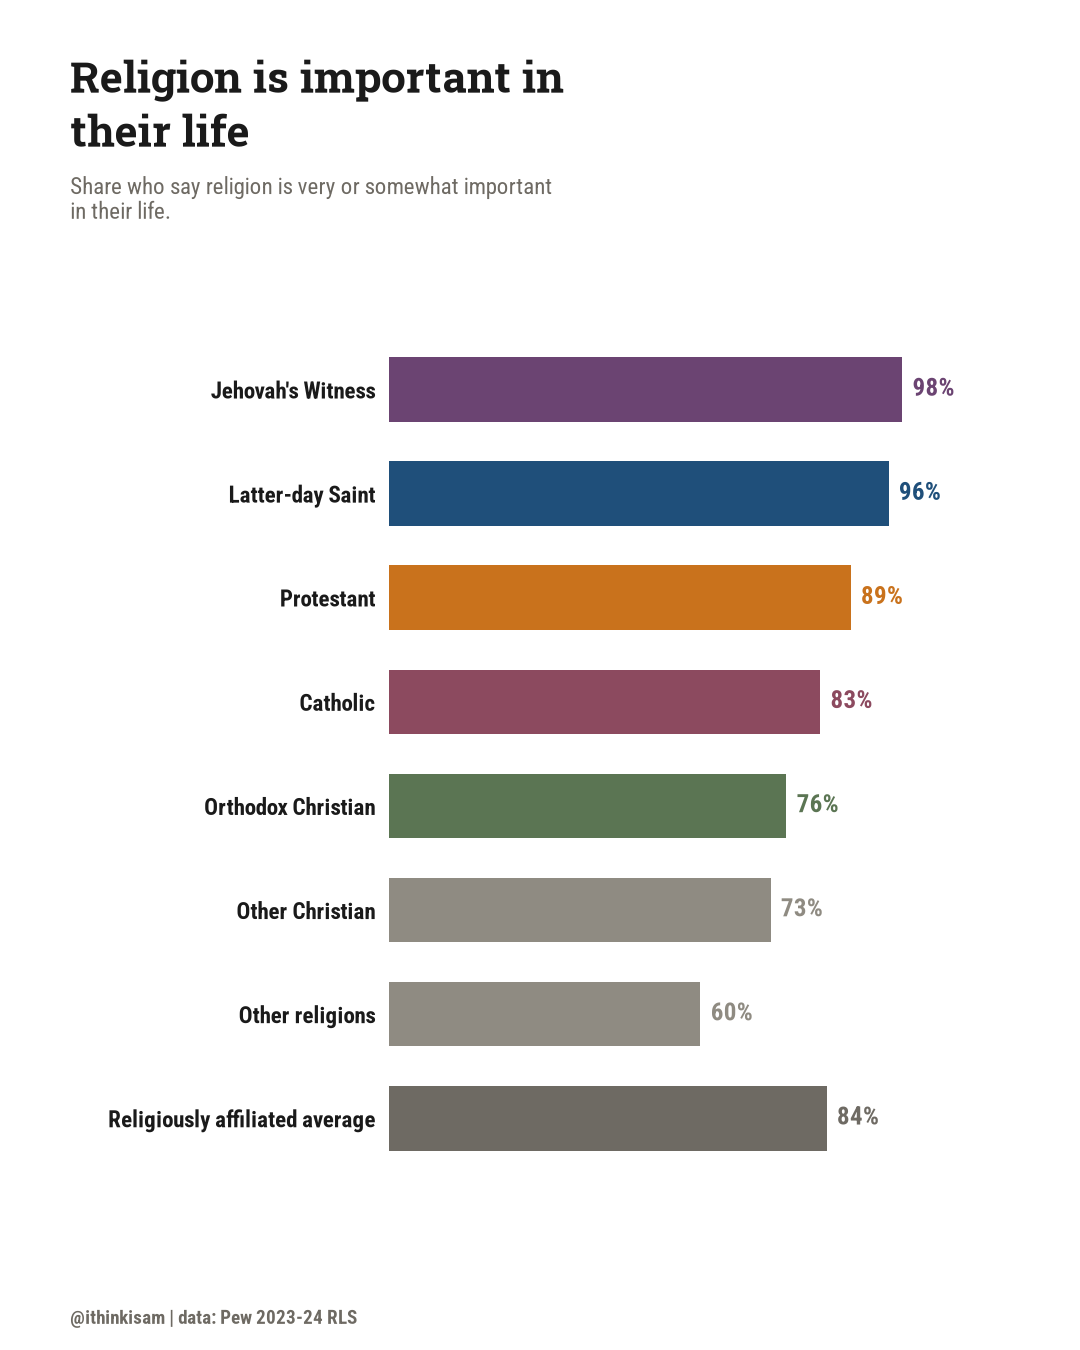 Religion is important in
their life
Share who say religion is very or somewhat important
in their life.
Jehovah's Witness 98%
Latter-day Saint 96%
Protestant 89%
Catholic 83%
Orthodox Christian 76%
Other Christian 73%
Other religions 60%
Religiously affiliated average 84%
@ithinkisam | data: Pew 2023-24 RLS